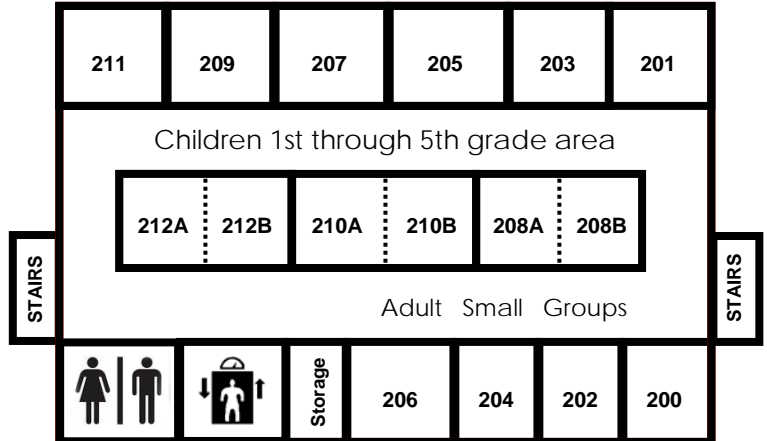 211 209 207 205 203 201
Children 1st through 5th grade area
212A 212B 210A 210B 208A 208B
STAIRS
STAIRS
Adult Small Groups
Storage
206 204 202 200